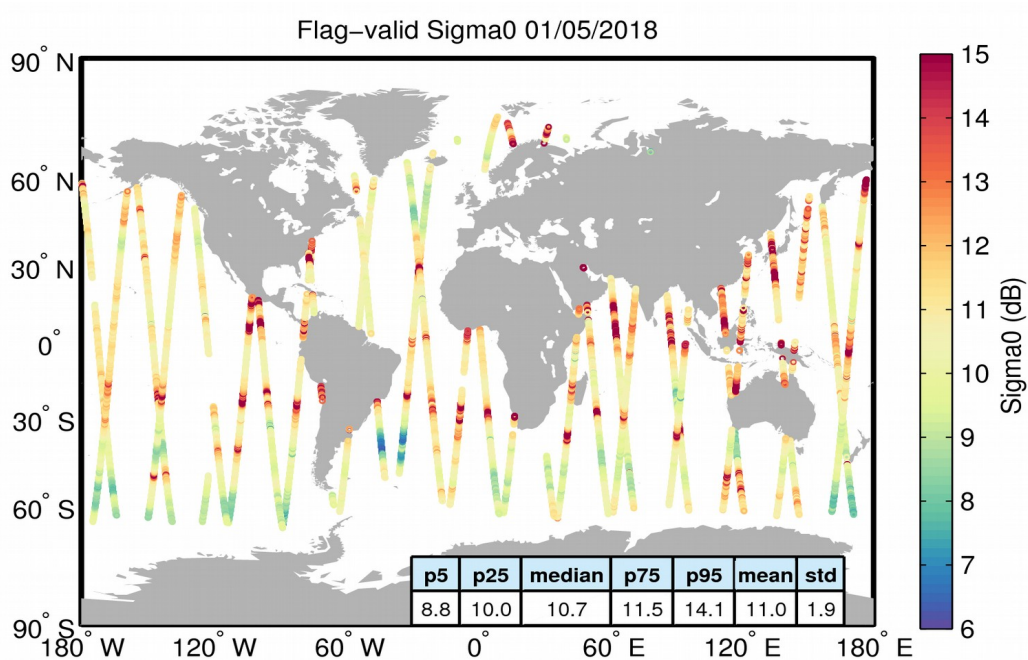 Flag-valid Sigma0 01/05/2018
90° N
60° N
30° N
0°
30° S
60° S
90° S
180° W 120° W 60° W 0° 60° E 120° E 180° E
15
14
13
12
11
10
9
8
7
6
Sigma0 (dB)
p5 p25 median p75 p95 mean std
8.8 10.0 10.7 11.5 14.1 11.0 1.9